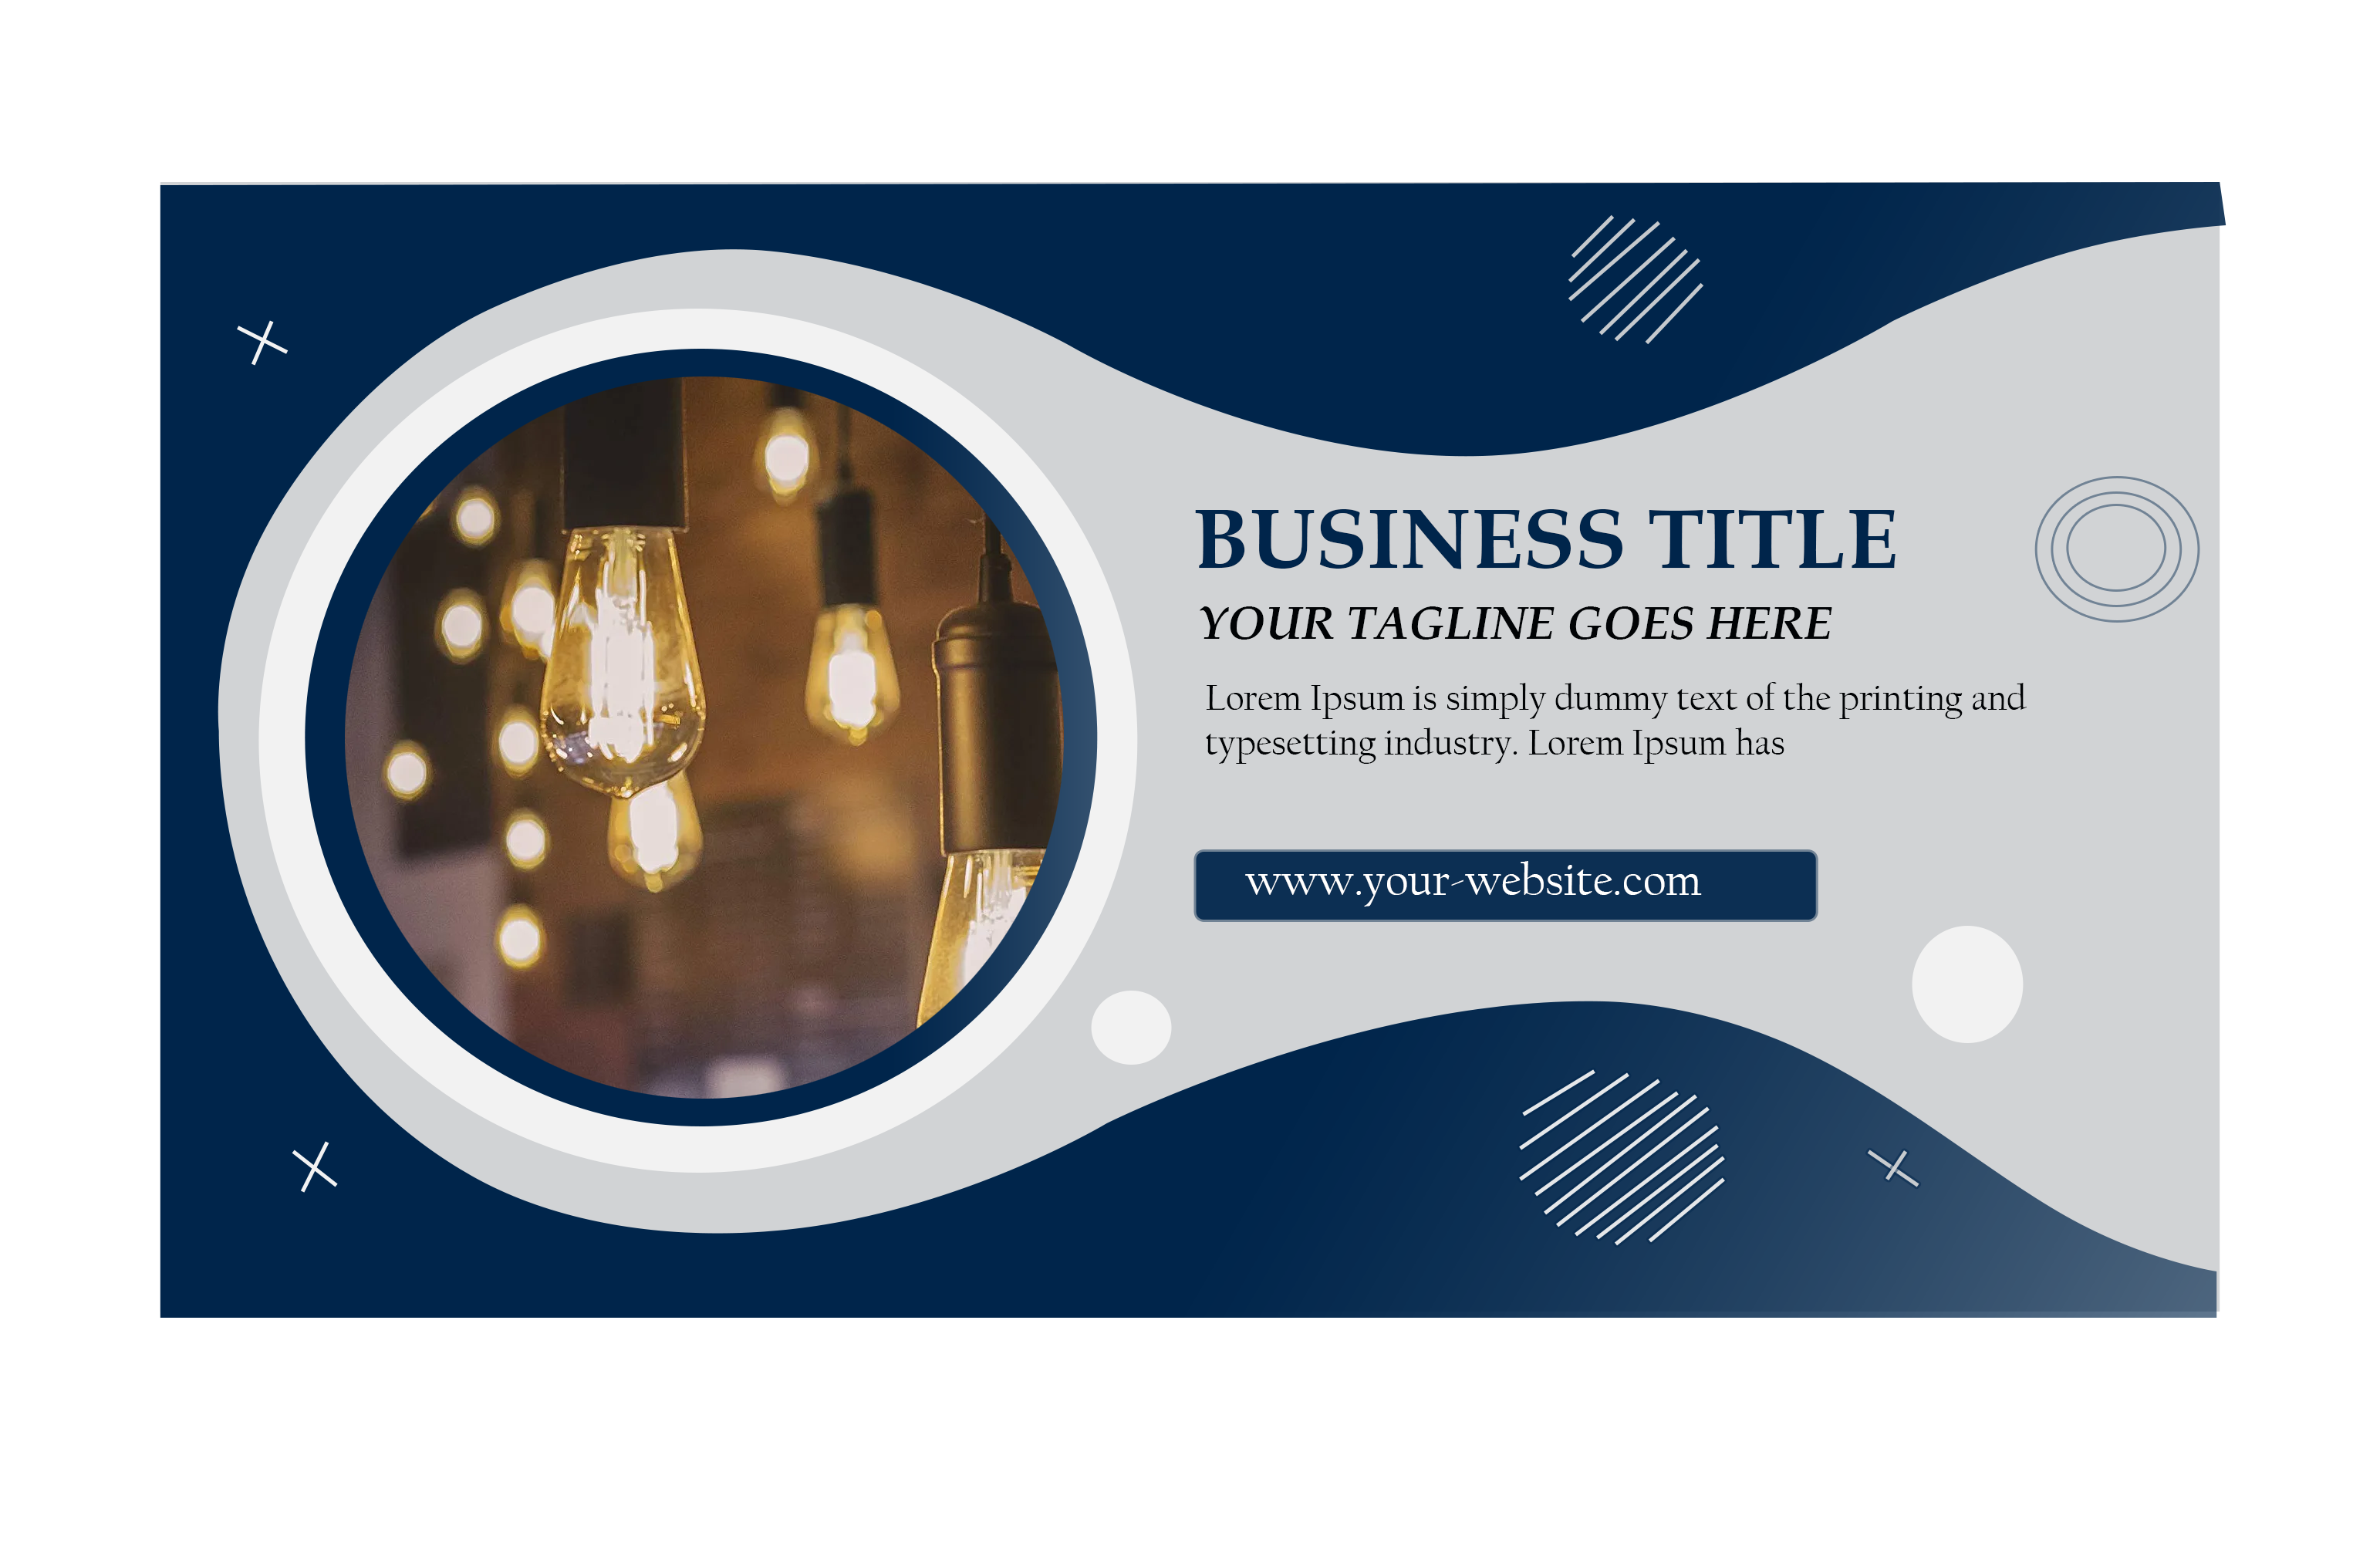 BUSINESS TITLE
YOUR TAGLINE GOES HERE
Lorem Ipsum is simply dummy text of the printing and
typesetting industry. Lorem Ipsum has
www.your-website.com